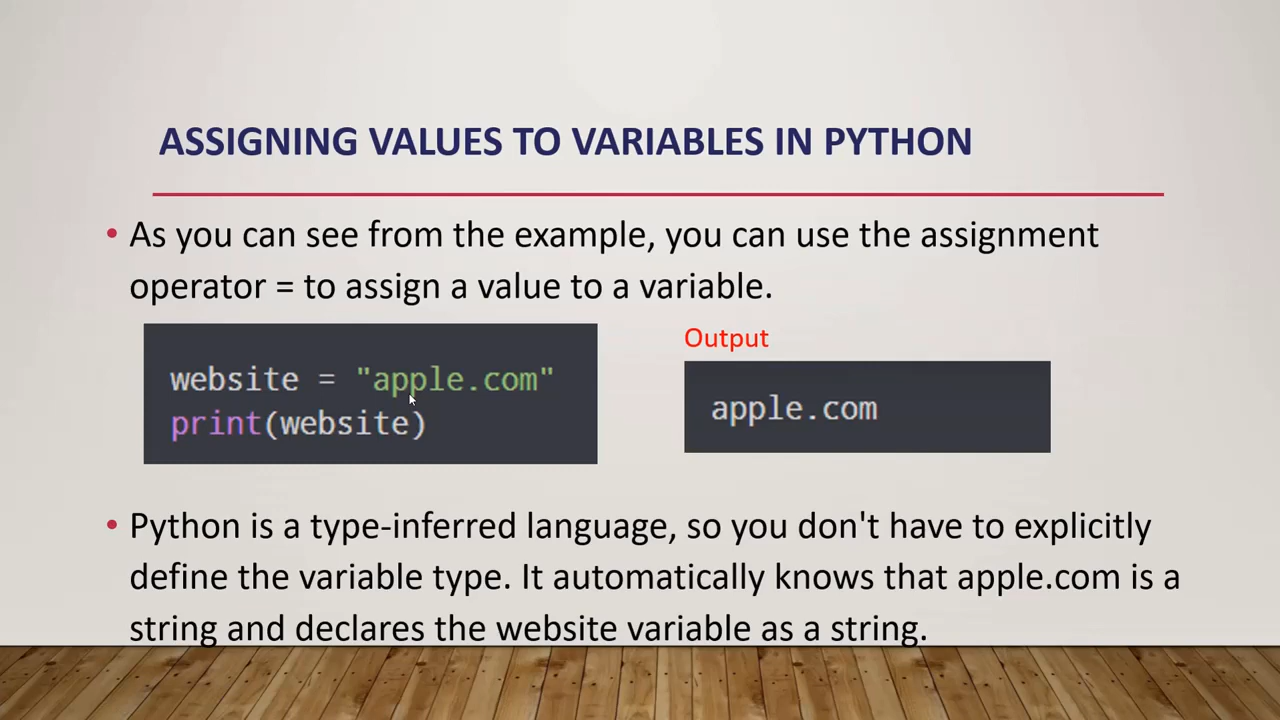 ASSIGNING VALUES TO VARIABLES IN PYTHON
• As you can see from the example, you can use the assignment
operator = to assign a value to a variable.
website = "apple.com"
print(website)
Output
apple.com
• Python is a type-inferred language, so you don't have to explicitly
define the variable type. It automatically knows that apple.com is a
string and declares the website variable as a string.